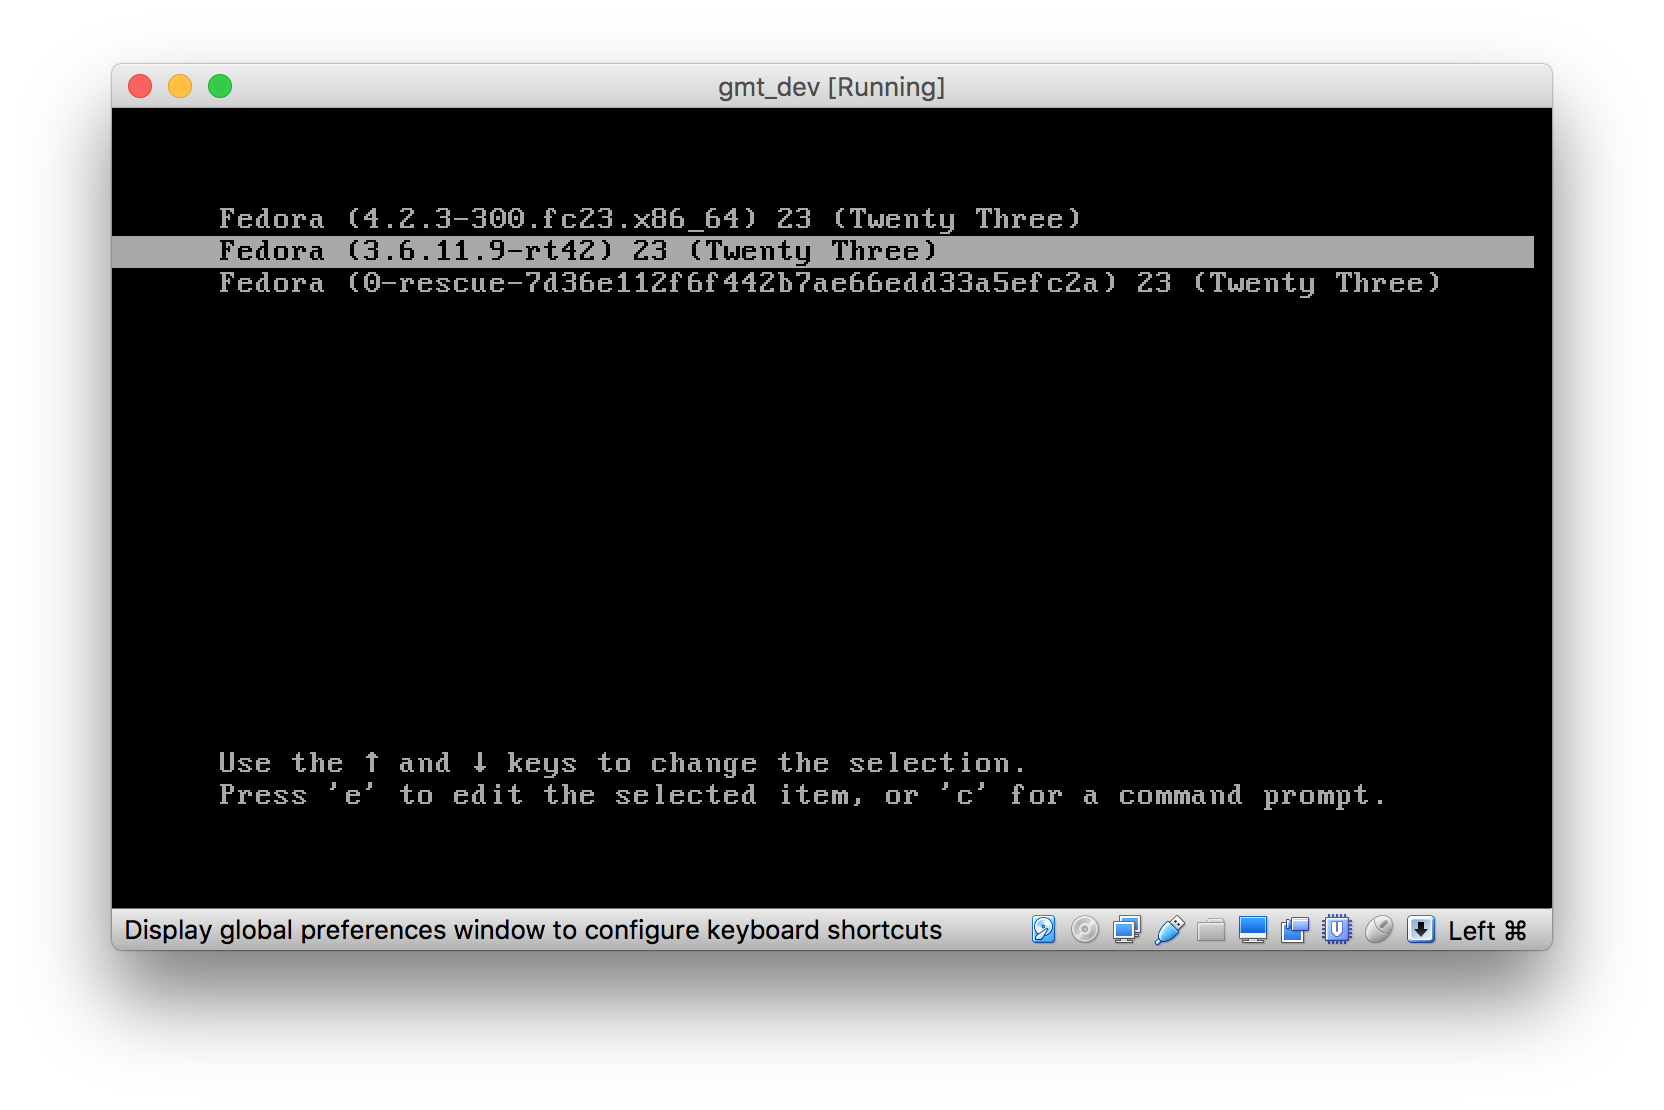 gmt_dev [Running]
Fedora (4.2.3-300.fc23.x86_64) 23 (Twenty Three)
Fedora (3.6.11.9-rt42) 23 (Twenty Three)
Fedora (0-rescue-7d36e112f6f442b7ae66edd33a5efc2a) 23 (Twenty Three)
Use the ↑ and ↓ keys to change the selection.
Press 'e' to edit the selected item, or 'c' for a command prompt.
Display global preferences window to configure keyboard shortcuts Left ⌘